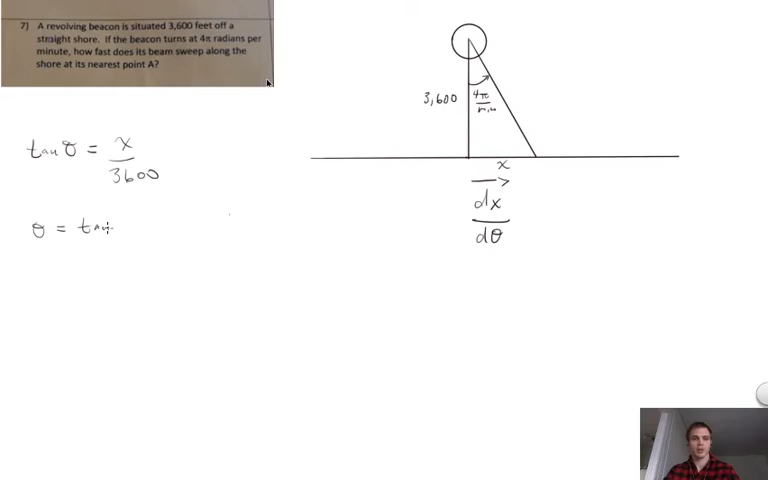 7) A revolving beacon is situated 3,600 feet off a
straight shore. If the beacon turns at 4π radians per
minute, how fast does its beam sweep along the
shore at its nearest point A?
3,600
4π
min
tan θ = x
3600
x
dx
dθ
θ = tan